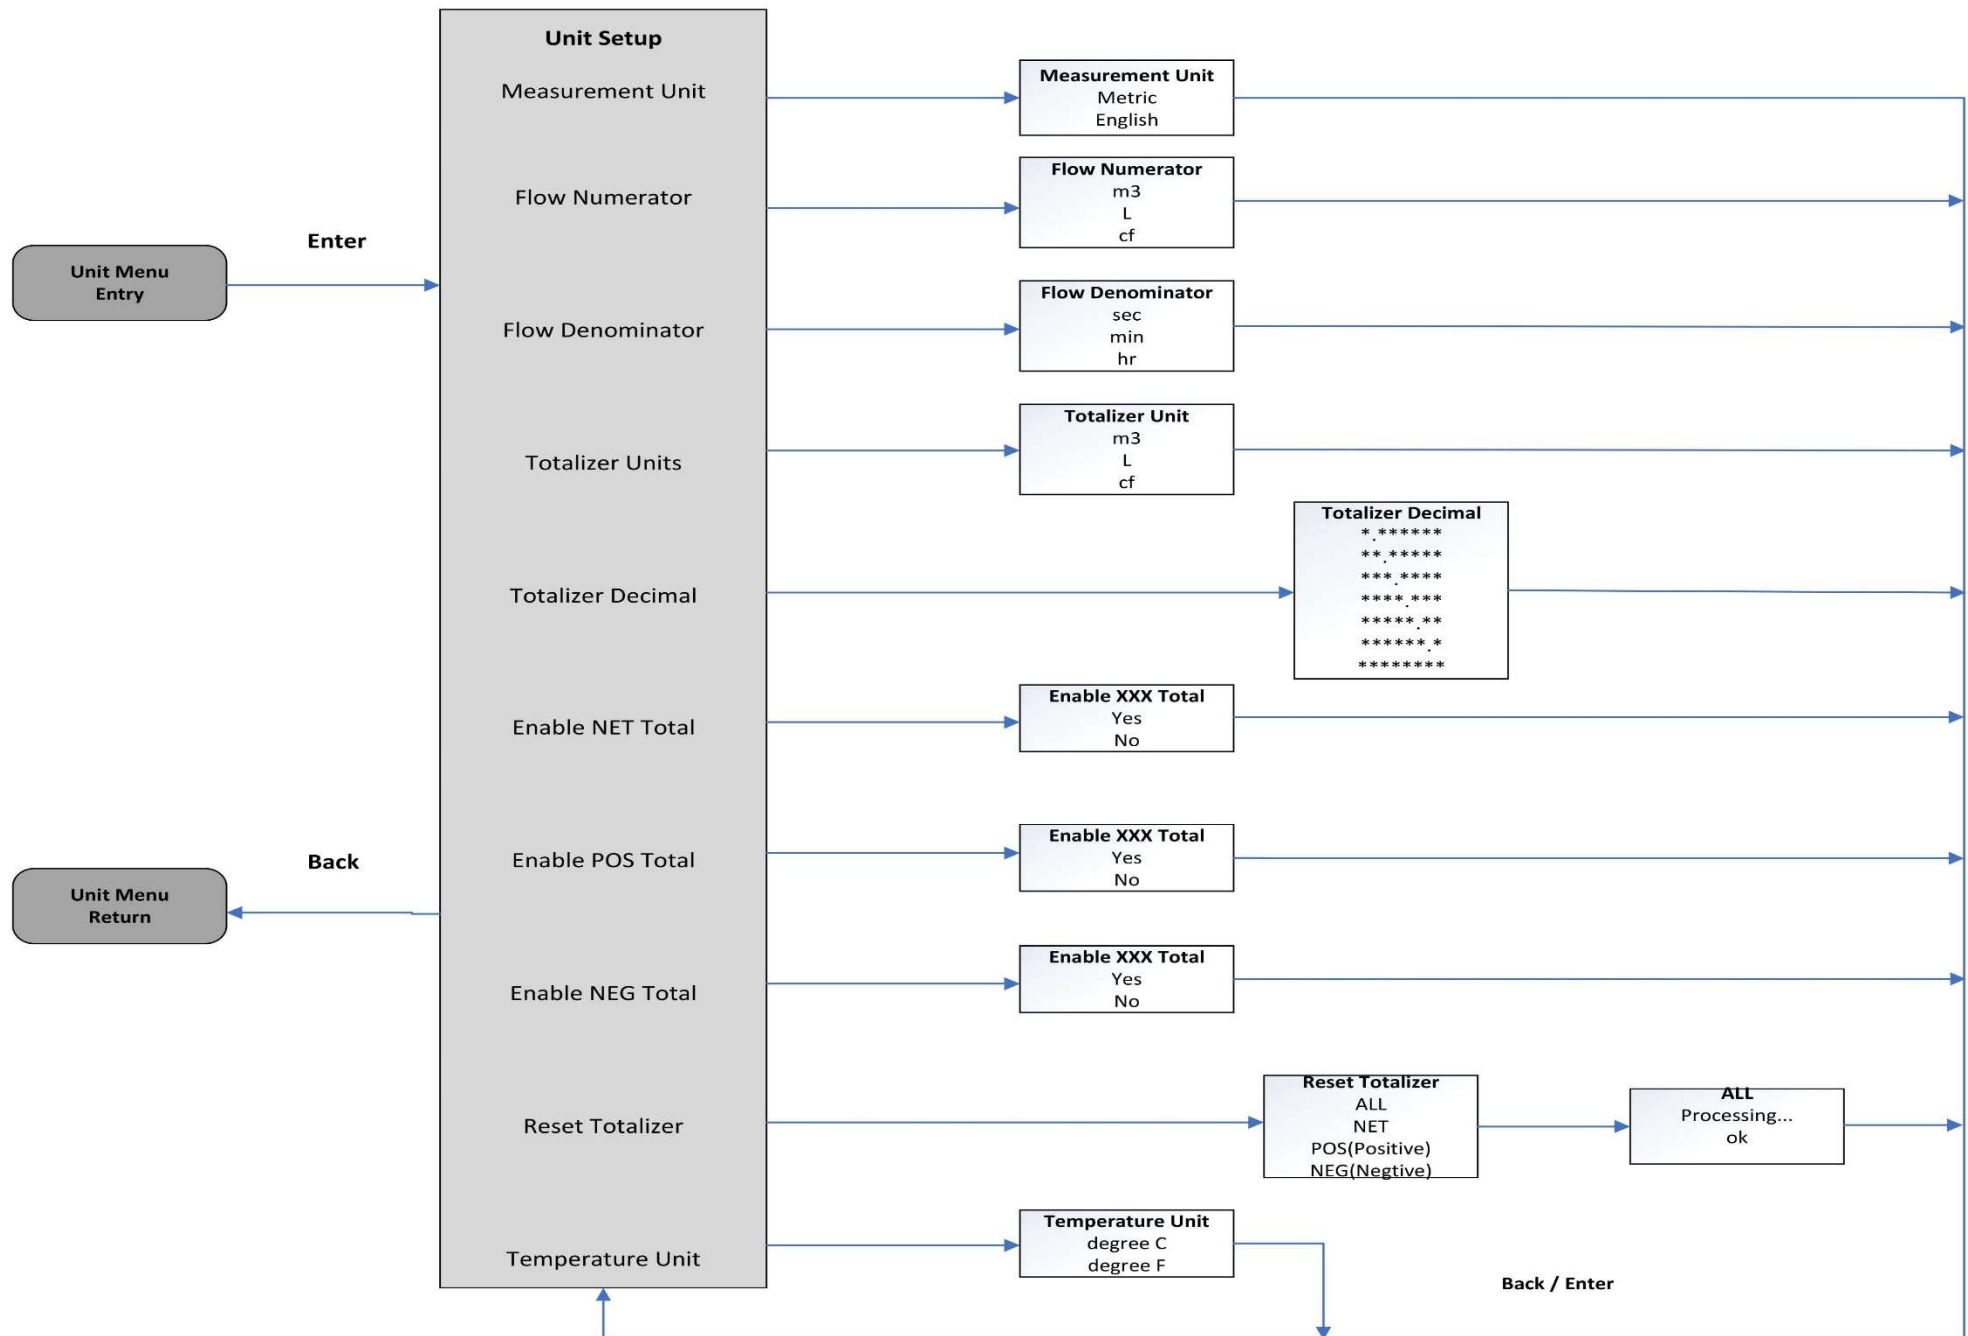 Unit Setup
Measurement Unit
Flow Numerator
Flow Denominator
Totalizer Units
Totalizer Decimal
Enable NET Total
Enable POS Total
Enable NEG Total
Reset Totalizer
Temperature Unit
Enter
Unit Menu
Entry
Back
Unit Menu
Return
Measurement Unit
Metric
English
Flow Numerator
m3
L
cf
Flow Denominator
sec
min
hr
Totalizer Unit
m3
L
cf
Totalizer Decimal
*.******
**.*****
***.****
****.***
*****.**
******.*
********
Enable XXX Total
Yes
No
Enable XXX Total
Yes
No
Enable XXX Total
Yes
No
Reset Totalizer
ALL
NET
POS(Positive)
NEG(Negtive)
ALL
Processing...
ok
Temperature Unit
degree C
degree F
Back / Enter